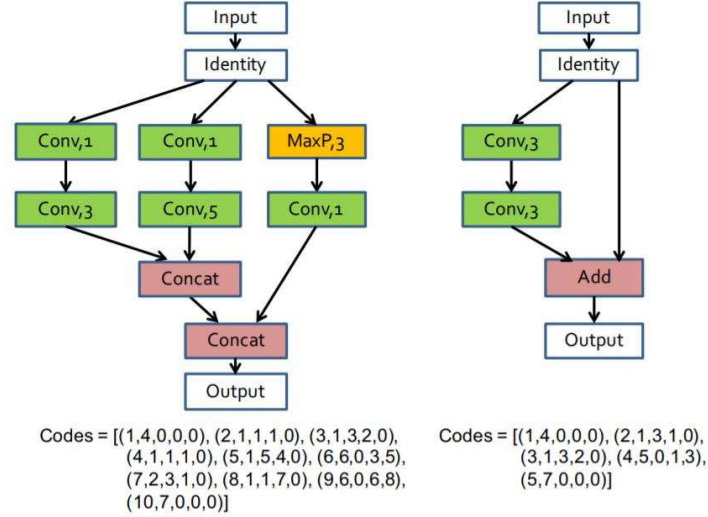 Input
Identity
Conv,1
Conv,1
MaxP,3
Conv,3
Conv,5
Conv,1
Concat
Concat
Output
Codes = [(1,4,0,0,0), (2,1,1,1,0), (3,1,3,2,0),
(4,1,1,1,0), (5,1,5,4,0), (6,6,0,3,5),
(7,2,3,1,0), (8,1,1,7,0), (9,6,0,6,8),
(10,7,0,0,0)]
Input
Identity
Conv,3
Conv,3
Add
Output
Codes = [(1,4,0,0,0), (2,1,3,1,0),
(3,1,3,2,0), (4,5,0,1,3),
(5,7,0,0,0)]